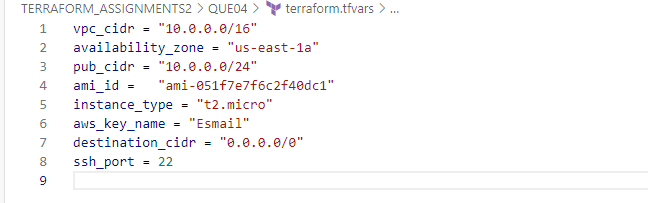 TERRAFORM_ASSIGNMENTS2 > QUE04 > terraform.tfvars > ...
1 vpc_cidr = "10.0.0.0/16"
2 availability_zone = "us-east-1a"
3 pub_cidr = "10.0.0.0/24"
4 ami_id =   "ami-051f7e7f6c2f40dc1"
5 instance_type = "t2.micro"
6 aws_key_name = "Esmail"
7 destination_cidr = "0.0.0.0/0"
8 ssh_port = 22
9